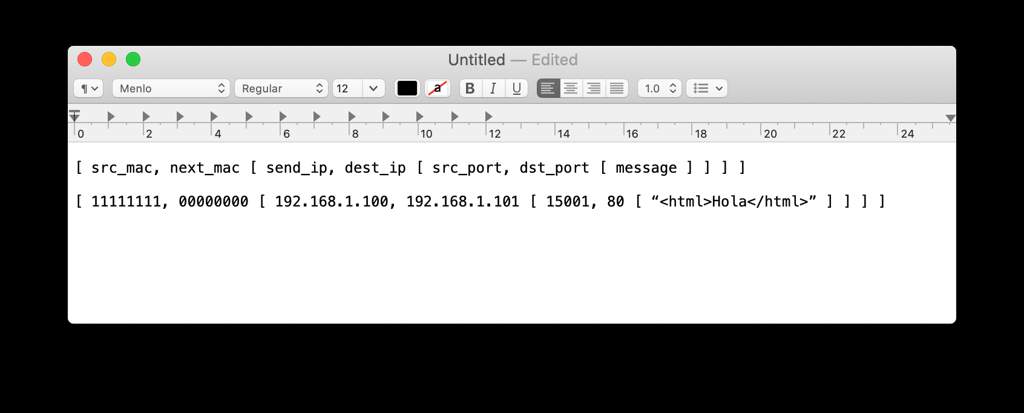 Untitled — Edited
¶ Menlo Regular 12 a B I U 1.0
0 2 4 6 8 10 12 14 16 18 20 22 24
[ src_mac, next_mac [ send_ip, dest_ip [ src_port, dst_port [ message ] ] ] ]
[ 11111111, 00000000 [ 192.168.1.100, 192.168.1.101 [ 15001, 80 [ “<html>Hola</html>” ] ] ] ]